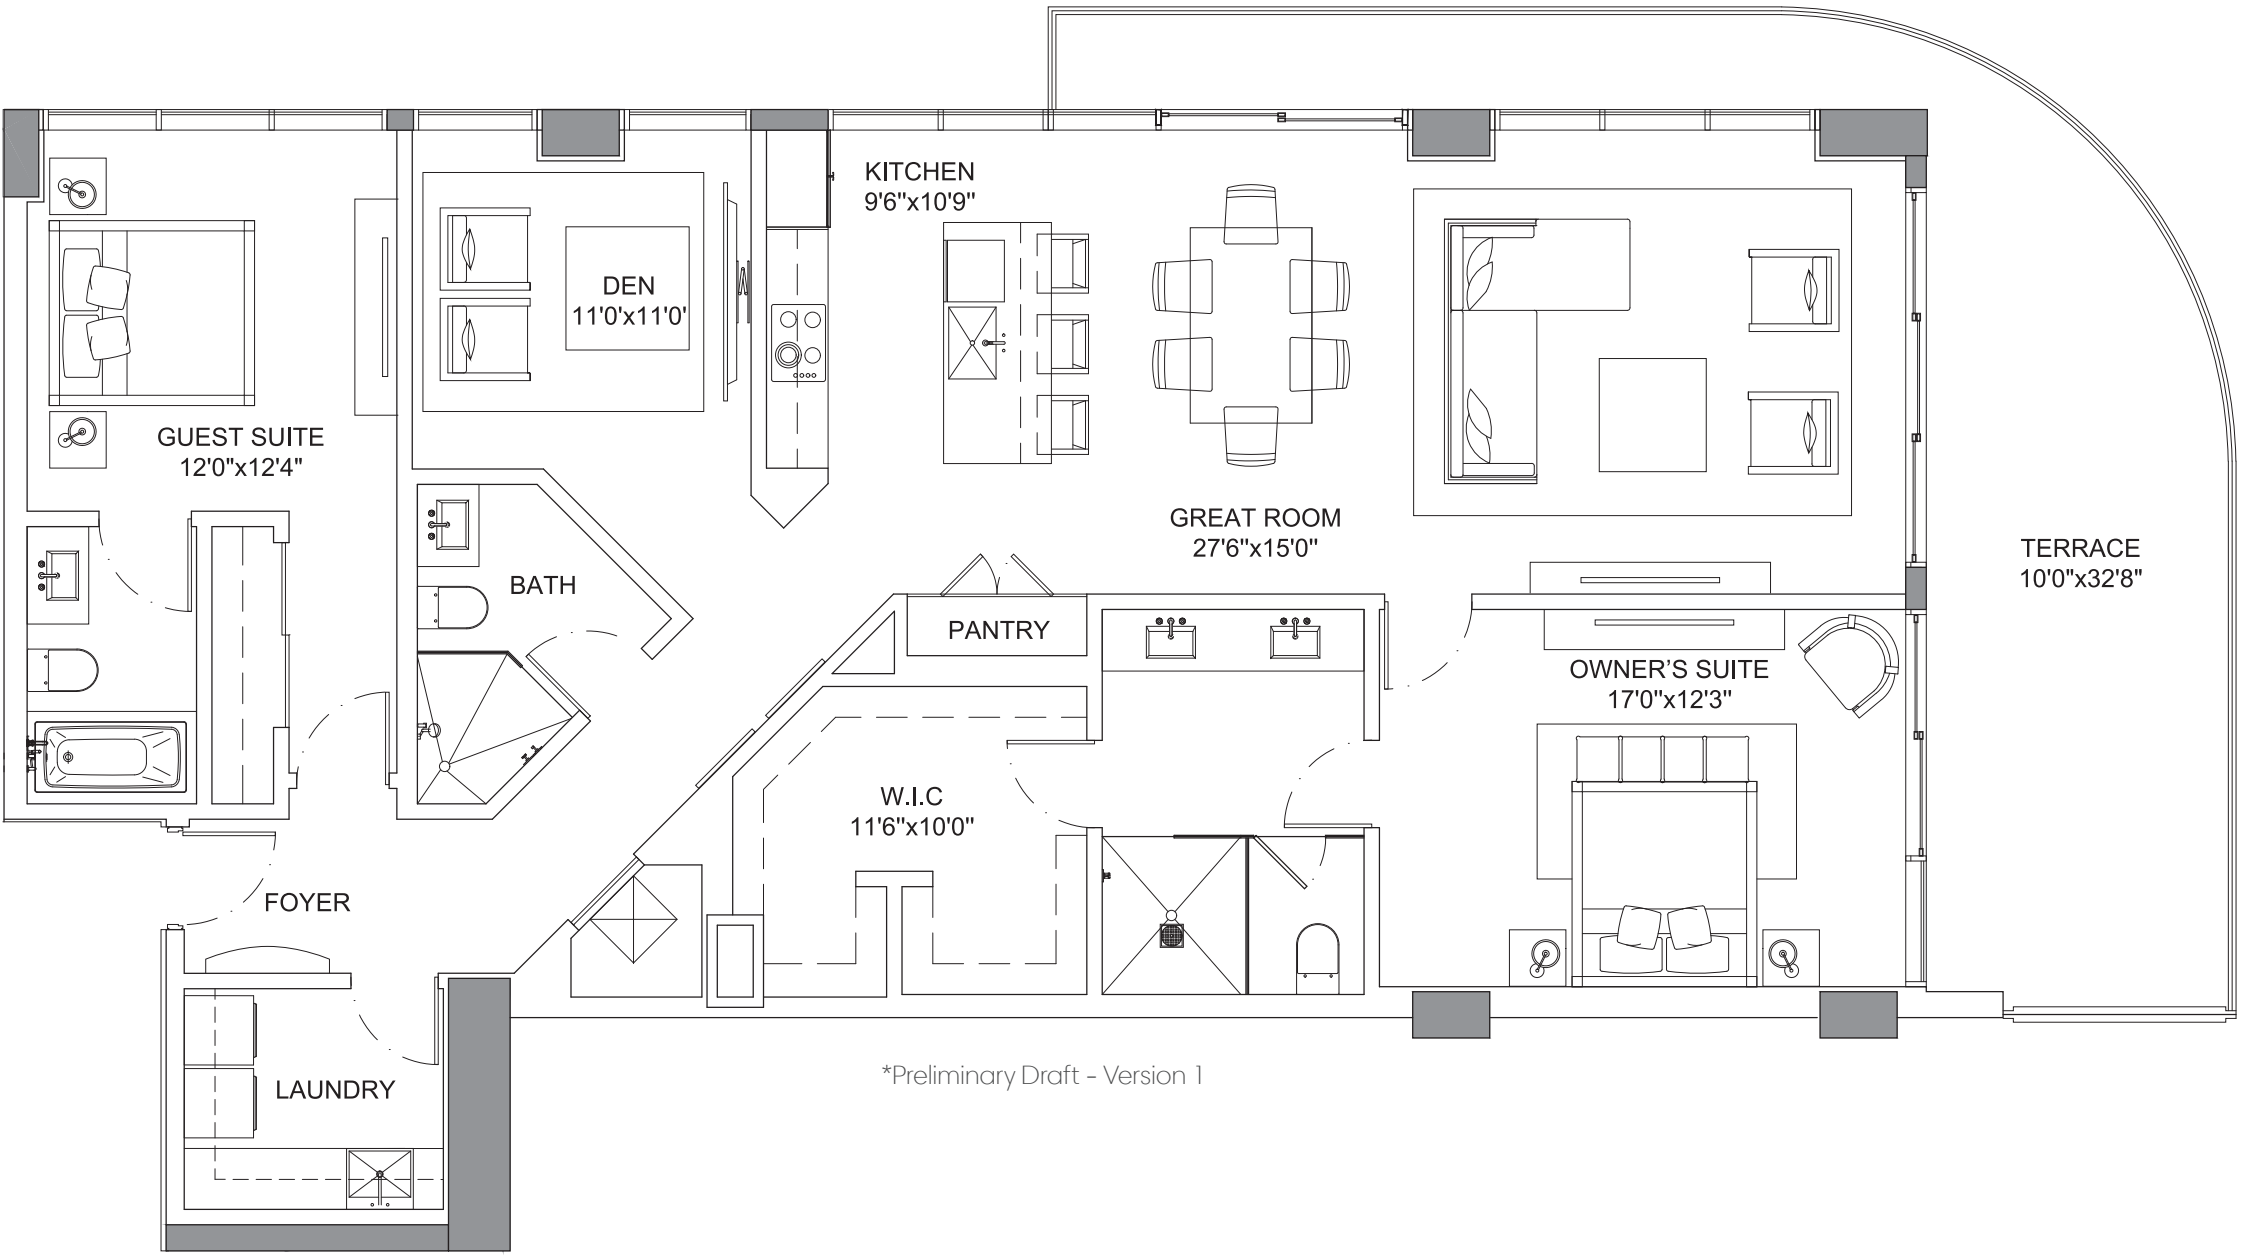 KITCHEN
9'6"x10'9"
DEN
11'0'x11'0'
GUEST SUITE
12'0"x12'4"
GREAT ROOM
27'6"x15'0"
TERRACE
10'0"x32'8"
BATH
PANTRY
OWNER'S SUITE
17'0"x12'3"
W.I.C
11'6"x10'0"
FOYER
LAUNDRY
*Preliminary Draft - Version 1